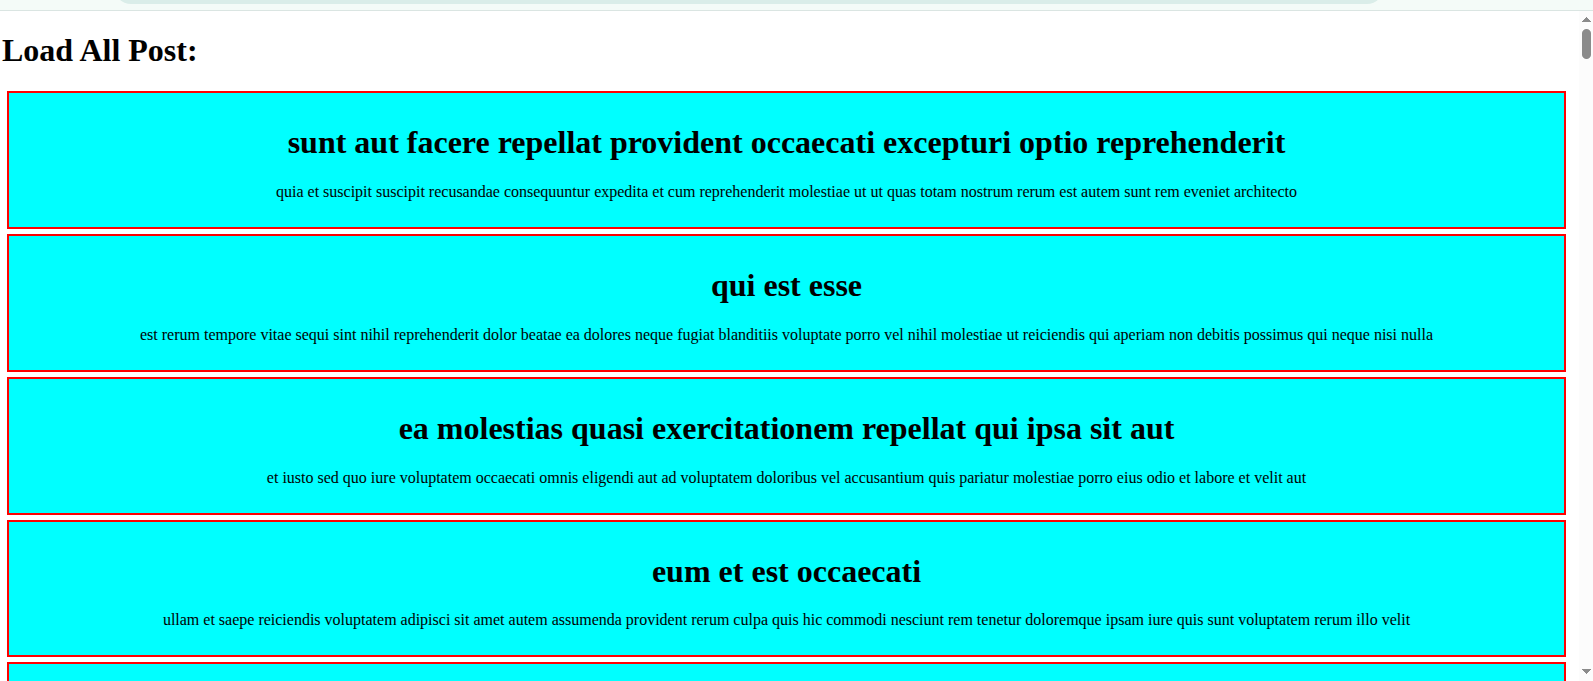 Load All Post:
sunt aut facere repellat provident occaecati excepturi optio reprehenderit
quia et suscipit suscipit recusandae consequuntur expedita et cum reprehenderit molestiae ut ut quas totam nostrum rerum est autem sunt rem eveniet architecto
qui est esse
est rerum tempore vitae sequi sint nihil reprehenderit dolor beatae ea dolores neque fugiat blanditiis voluptate porro vel nihil molestiae ut reiciendis qui aperiam non debitis possimus qui neque nisi nulla
ea molestias quasi exercitationem repellat qui ipsa sit aut
et iusto sed quo iure voluptatem occaecati omnis eligendi aut ad voluptatem doloribus vel accusantium quis pariatur molestiae porro eius odio et labore et velit aut
eum et est occaecati
ullam et saepe reiciendis voluptatem adipisci sit amet autem assumenda provident rerum culpa quis hic commodi nesciunt rem tenetur doloremque ipsam iure quis sunt voluptatem rerum illo velit